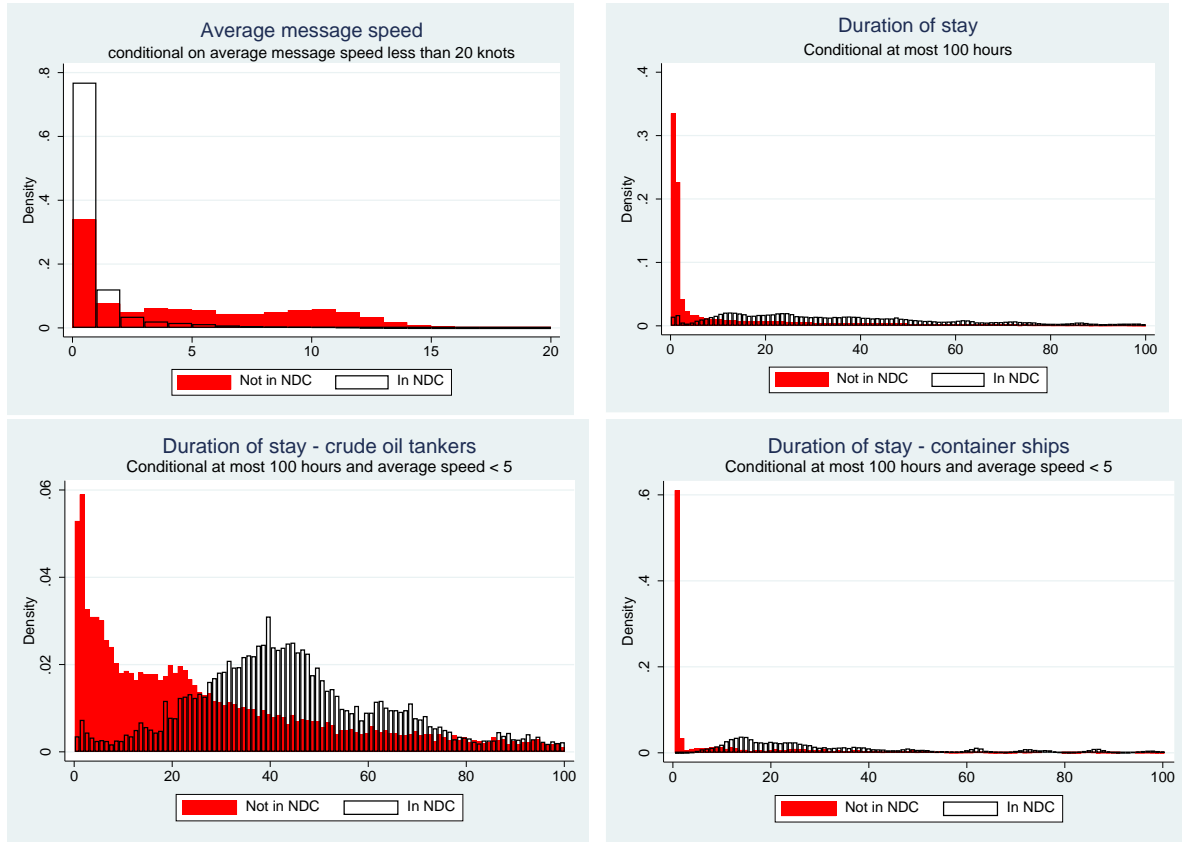 Average message speed
conditional on average message speed less than 20 knots
Density
0 .2 .4 .6 .8
0 5 10 15 20
Not in NDC In NDC
Duration of stay
Conditional at most 100 hours
Density
0 .1 .2 .3 .4
0 20 40 60 80 100
Not in NDC In NDC
Duration of stay - crude oil tankers
Conditional at most 100 hours and average speed < 5
Density
0 .02 .04 .06
0 20 40 60 80 100
Not in NDC In NDC
Duration of stay - container ships
Conditional at most 100 hours and average speed < 5
Density
0 .2 .4 .6
0 20 40 60 80 100
Not in NDC In NDC